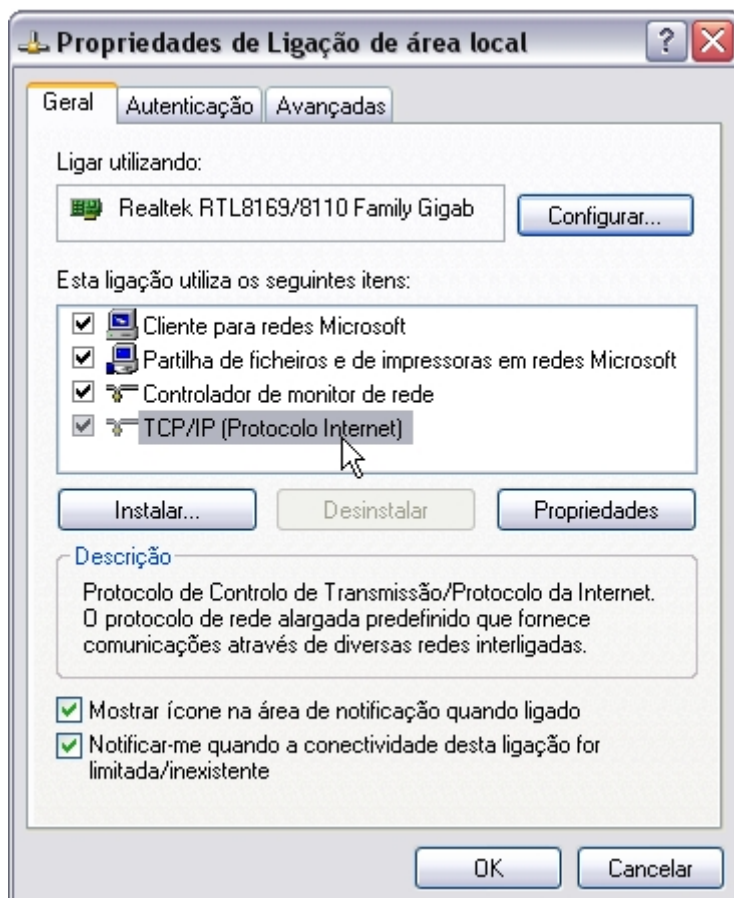 Propriedades de Ligação de área local
Geral
Autenticação
Avançadas
Ligar utilizando:
Realtek RTL8169/8110 Family Gigab
Configurar...
Esta ligação utiliza os seguintes itens:
Cliente para redes Microsoft
Partilha de ficheiros e de impressoras em redes Microsoft
Controlador de monitor de rede
TCP/IP (Protocolo Internet)
Instalar...
Desinstalar
Propriedades
Descrição
Protocolo de Controlo de Transmissão/Protocolo da Internet.
O protocolo de rede alargada predefinido que fornece
comunicações através de diversas redes interligadas.
Mostrar ícone na área de notificação quando ligado
Notificar-me quando a conectividade desta ligação for
limitada/inexistente
OK
Cancelar